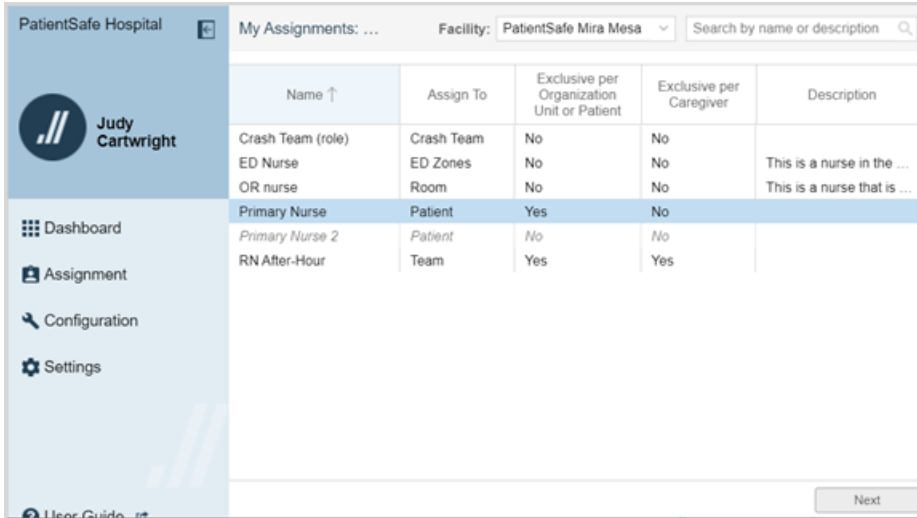 PatientSafe Hospital
My Assignments: ...
Facility: PatientSafe Mira Mesa
Search by name or description
Judy
Cartwright
Dashboard
Assignment
Configuration
Settings
User Guide
Name ↑ Assign To Exclusive per Organization Unit or Patient Exclusive per Caregiver Description
Crash Team (role) Crash Team No No
ED Nurse ED Zones No No This is a nurse in the ...
OR nurse Room No No This is a nurse that is ...
Primary Nurse Patient Yes No
Primary Nurse 2 Patient No No
RN After-Hour Team Yes Yes
Next